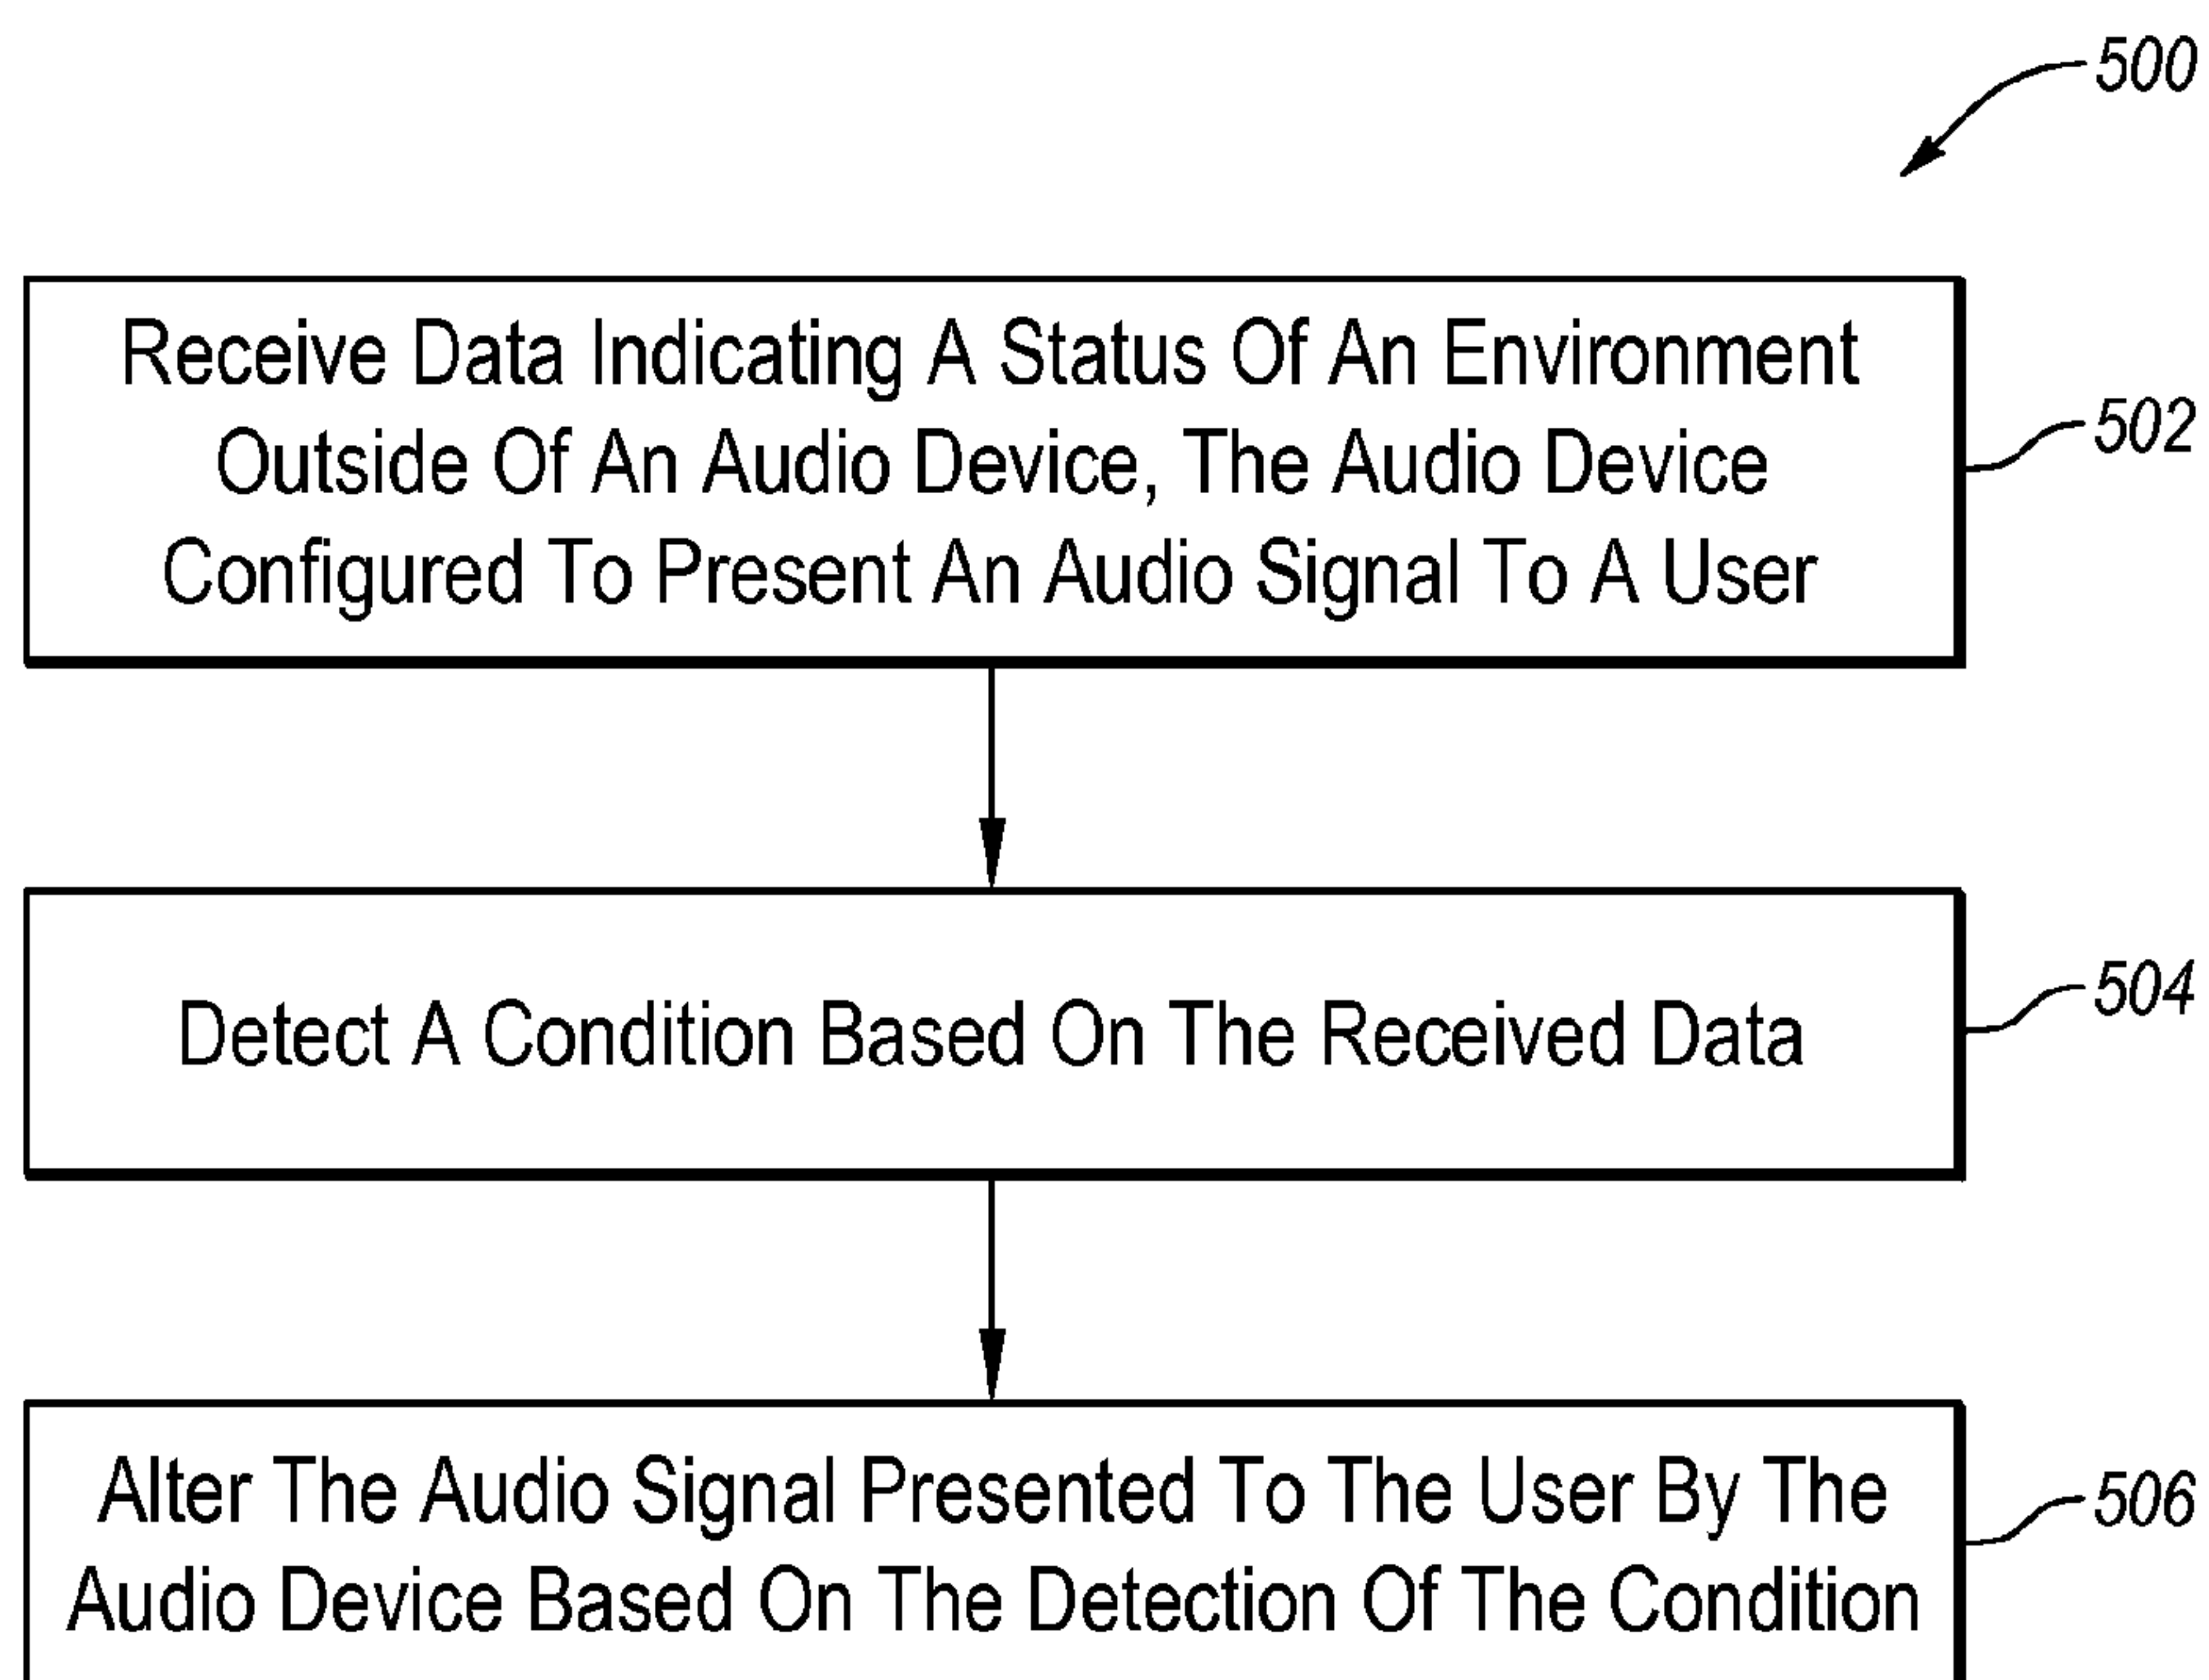 500
Receive Data Indicating A Status Of An Environment
Outside Of An Audio Device, The Audio Device
Configured To Present An Audio Signal To A User
502
Detect A Condition Based On The Received Data
504
Alter The Audio Signal Presented To The User By The
Audio Device Based On The Detection Of The Condition
506